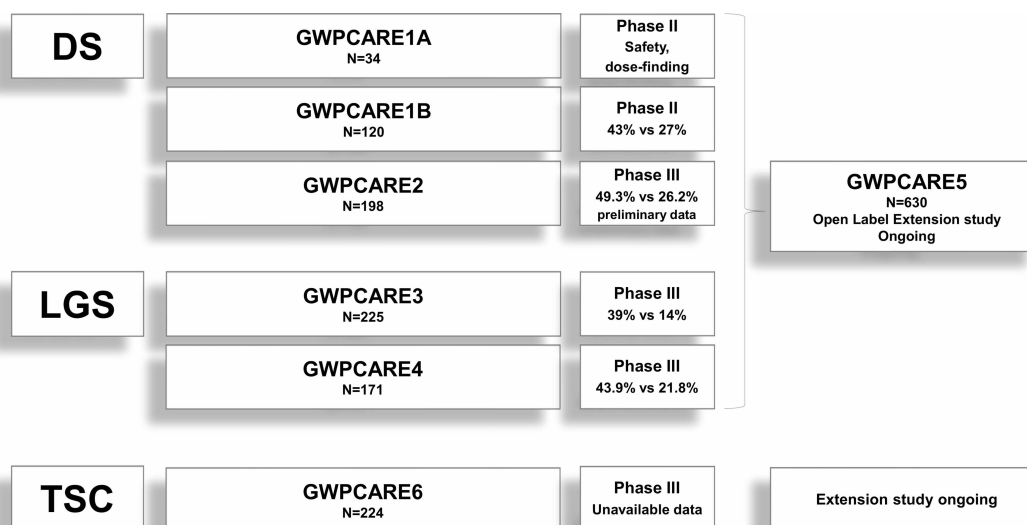 DS
GWPCARE1A
N=34
Phase II
Safety,
dose-finding
GWPCARE1B
N=120
Phase II
43% vs 27%
GWPCARE2
N=198
Phase III
49.3% vs 26.2%
preliminary data
GWPCARE5
N=630
Open Label Extension study
Ongoing
LGS
GWPCARE3
N=225
Phase III
39% vs 14%
GWPCARE4
N=171
Phase III
43.9% vs 21.8%
TSC
GWPCARE6
N=224
Phase III
Unavailable data
Extension study ongoing